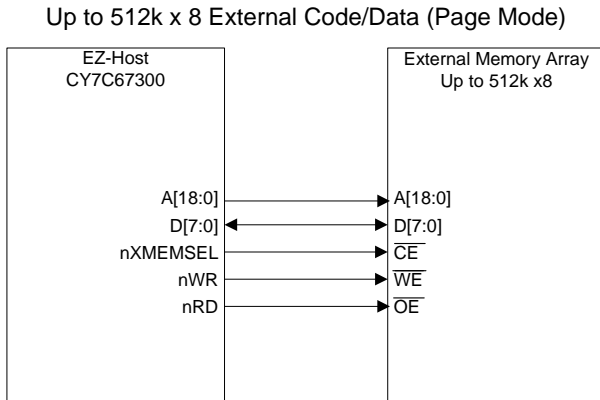 Up to 512k x 8 External Code/Data (Page Mode)
EZ-Host
CY7C67300
External Memory Array
Up to 512k x8
A[18:0]
A[18:0]
D[7:0]
D[7:0]
nXMEMSEL
CE
nWR
WE
nRD
OE